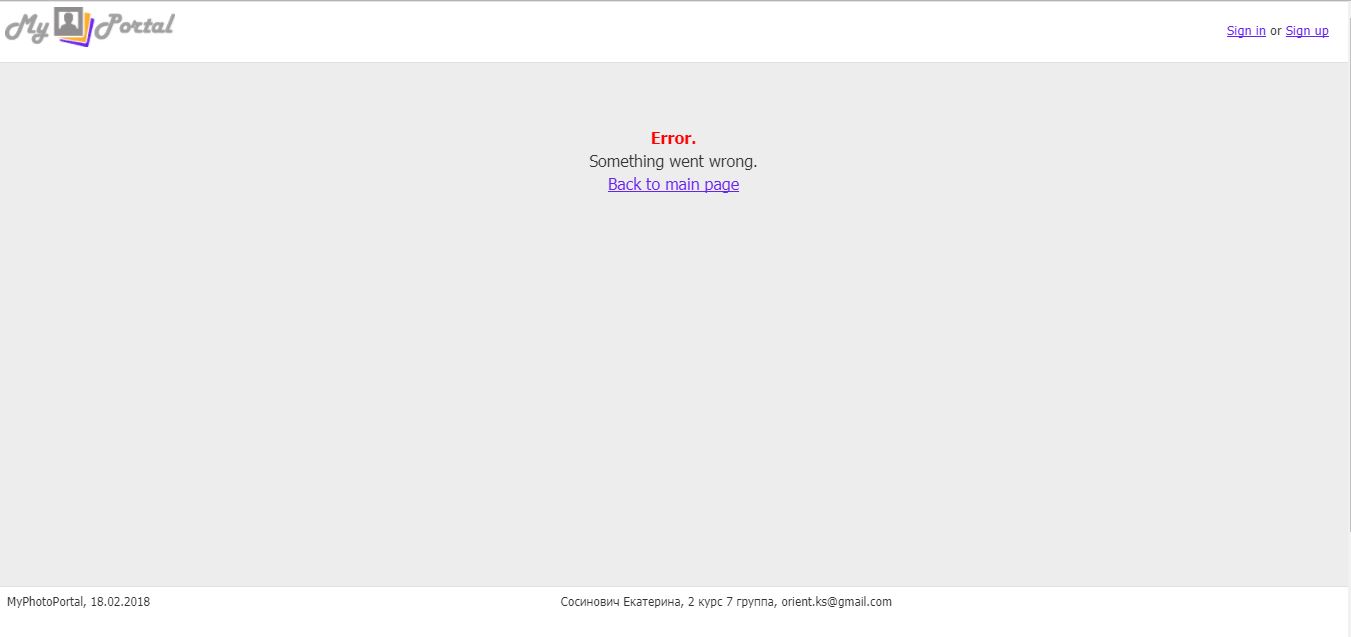 My Portal
Sign in or Sign up
Error.
Something went wrong.
Back to main page
MyPhotoPortal, 18.02.2018
Сосинович Екатерина, 2 курс 7 группа, orient.ks@gmail.com